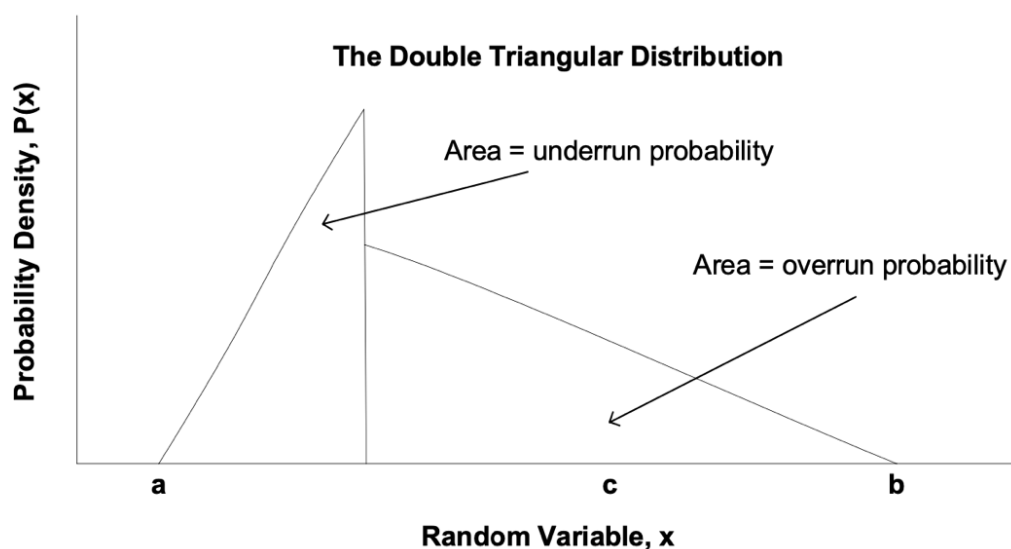 The Double Triangular Distribution
Probability Density, P(x)
Area = underrun probability
Area = overrun probability
a
c
b
Random Variable, x